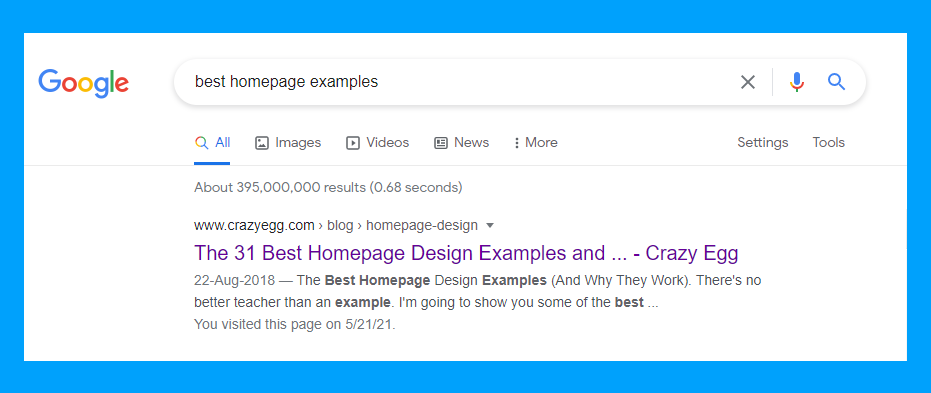 Google
best homepage examples
All Images Videos News More Settings Tools
About 395,000,000 results (0.68 seconds)
www.crazyegg.com › blog › homepage-design
The 31 Best Homepage Design Examples and ... - Crazy Egg
22-Aug-2018 — The Best Homepage Design Examples (And Why They Work). There's no
better teacher than an example. I'm going to show you some of the best ...
You visited this page on 5/21/21.